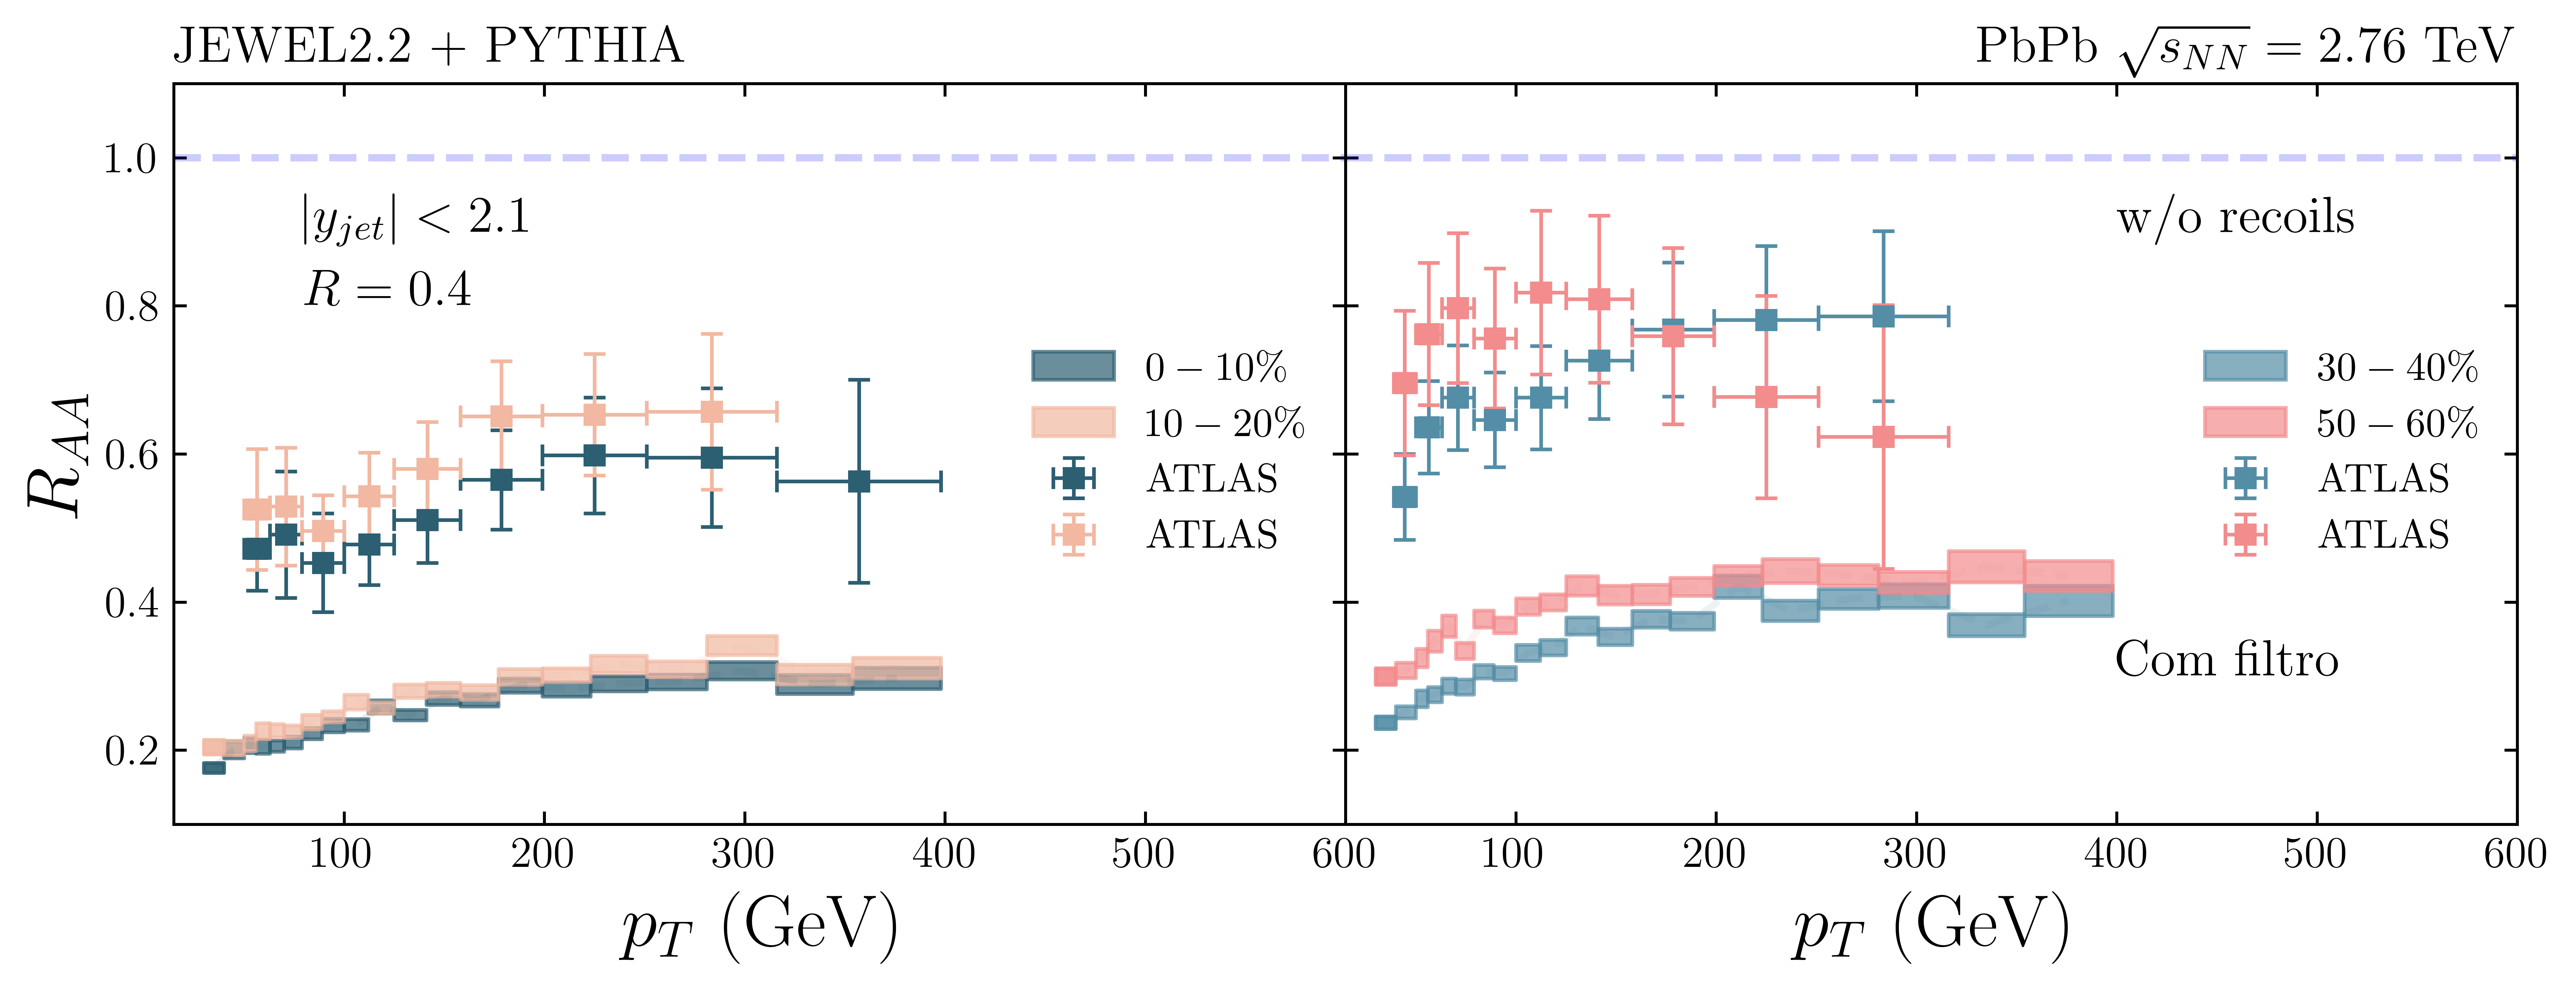 JEWEL2.2 + PYTHIA
PbPb √s_NN = 2.76 TeV
R_AA
1.0
0.8
0.6
0.4
0.2
|y_jet| < 2.1
R = 0.4
0 − 10%
10 − 20%
ATLAS
ATLAS
w/o recoils
30 − 40%
50 − 60%
ATLAS
ATLAS
Com filtro
100 200 300 400 500 600 100 200 300 400 500 600
p_T (GeV)
p_T (GeV)